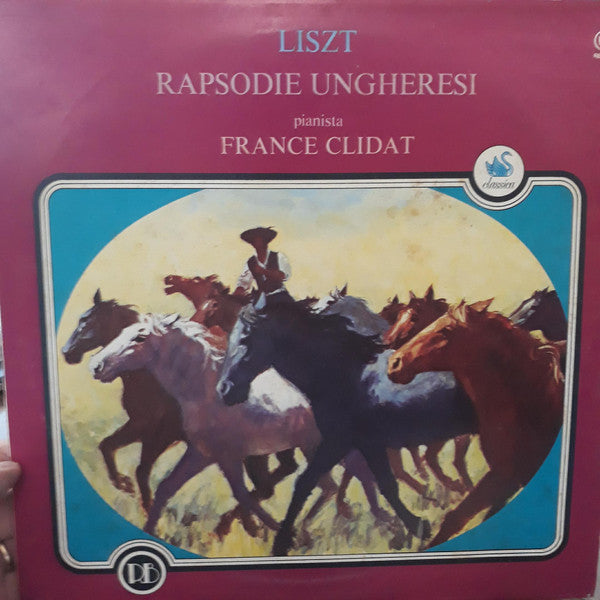 LISZT
RAPSODIE UNGHERESI
pianista
FRANCE CLIDAT
classica
DB